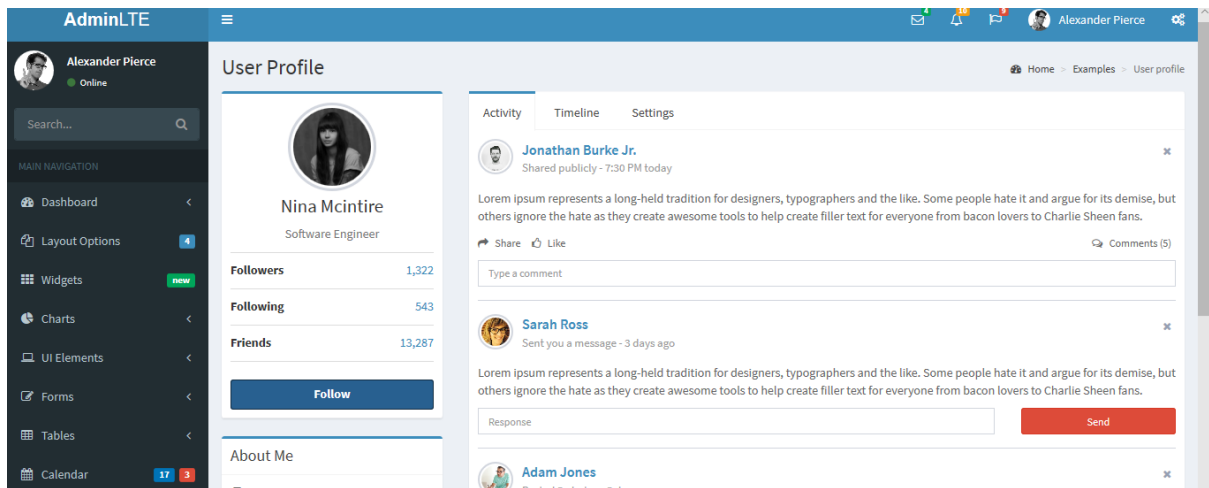 AdminLTE
4
10
9
Alexander Pierce
Alexander Pierce
Online
Search...
MAIN NAVIGATION
Dashboard
Layout Options 4
Widgets new
Charts
UI Elements
Forms
Tables
Calendar 17 3
User Profile
Home > Examples > User profile
Nina Mcintire
Software Engineer
Followers 1,322
Following 543
Friends 13,287
Follow
About Me
Activity Timeline Settings
Jonathan Burke Jr.
Shared publicly - 7:30 PM today
Lorem ipsum represents a long-held tradition for designers, typographers and the like. Some people hate it and argue for its demise, but
others ignore the hate as they create awesome tools to help create filler text for everyone from bacon lovers to Charlie Sheen fans.
Share Like Comments (5)
Type a comment
Sarah Ross
Sent you a message - 3 days ago
Lorem ipsum represents a long-held tradition for designers, typographers and the like. Some people hate it and argue for its demise, but
others ignore the hate as they create awesome tools to help create filler text for everyone from bacon lovers to Charlie Sheen fans.
Response Send
Adam Jones